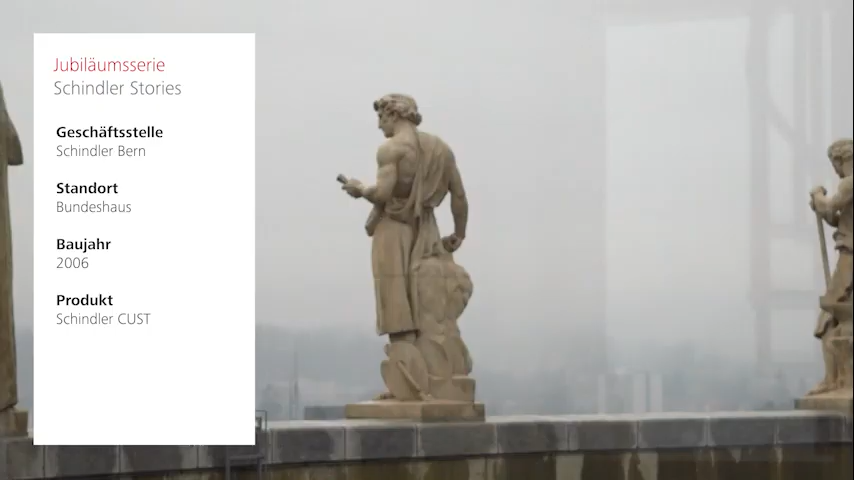 Jubiläumsserie
Schindler Stories
Geschäftsstelle
Schindler Bern
Standort
Bundeshaus
Baujahr
2006
Produkt
Schindler CUST